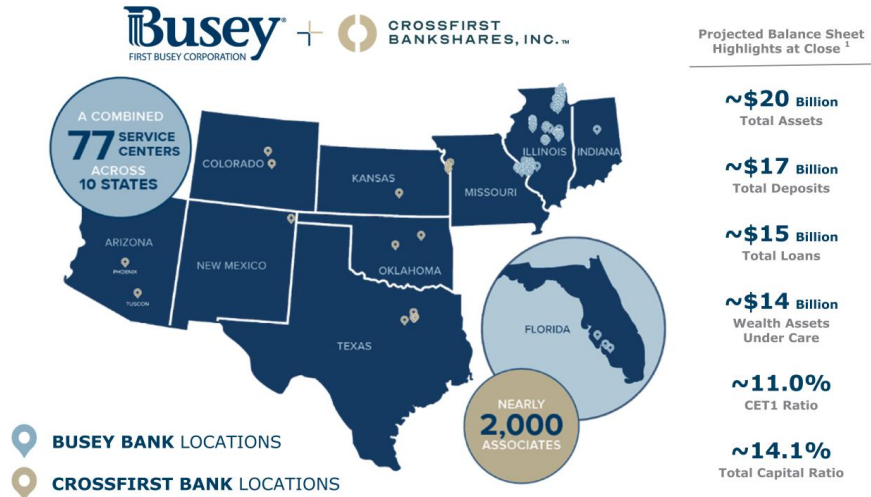 Busey®
FIRST BUSEY CORPORATION
+
CROSSFIRST
BANKSHARES, INC.™
Projected Balance Sheet
Highlights at Close 1
~$20 Billion
Total Assets
~$17 Billion
Total Deposits
~$15 Billion
Total Loans
~$14 Billion
Wealth Assets
Under Care
~11.0%
CET1 Ratio
~14.1%
Total Capital Ratio
A COMBINED
77 SERVICE
CENTERS
ACROSS
10 STATES
COLORADO
KANSAS
MISSOURI
ILLINOIS
INDIANA
ARIZONA
PHOENIX
TUSCON
NEW MEXICO
OKLAHOMA
TEXAS
FLORIDA
NEARLY
2,000
ASSOCIATES
BUSEY BANK LOCATIONS
CROSSFIRST BANK LOCATIONS